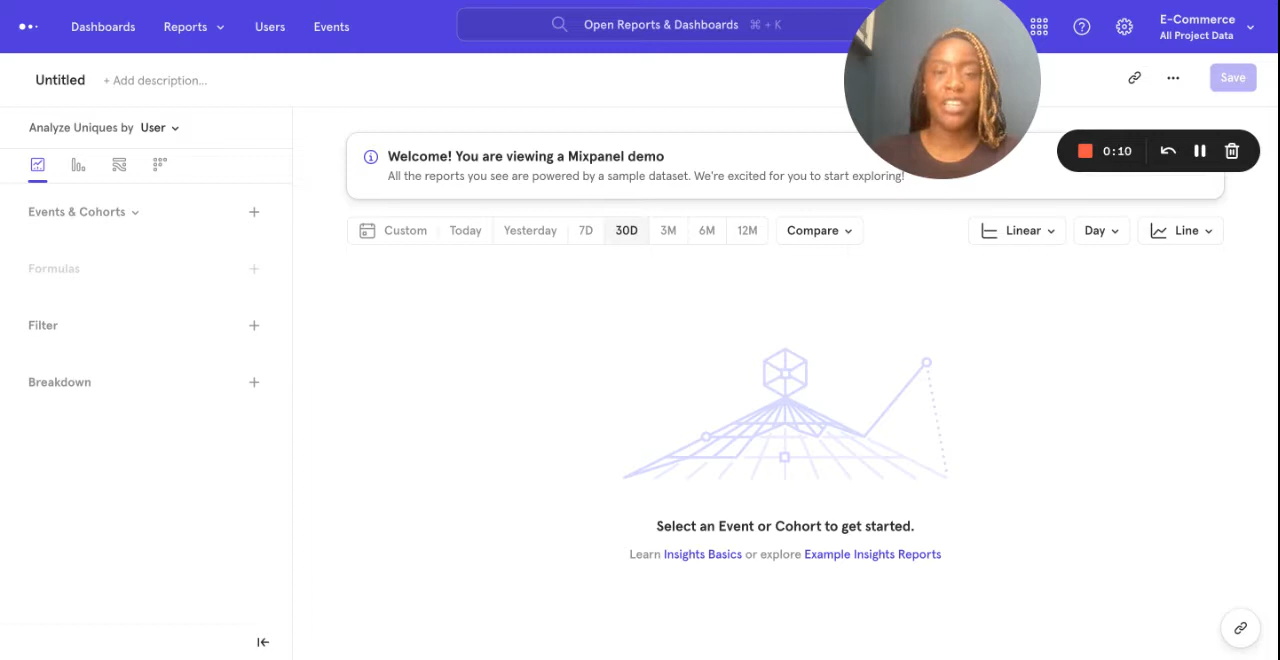 Dashboards
Reports
Users
Events
Open Reports & Dashboards ⌘ + K
E-Commerce
All Project Data
Untitled
+ Add description...
Save
Analyze Uniques by User
Welcome! You are viewing a Mixpanel demo
All the reports you see are powered by a sample dataset. We're excited for you to start exploring!
0:10
Events & Cohorts
Custom
Today
Yesterday
7D
30D
3M
6M
12M
Compare
Linear
Day
Line
Formulas
Filter
Breakdown
Select an Event or Cohort to get started.
Learn Insights Basics or explore Example Insights Reports